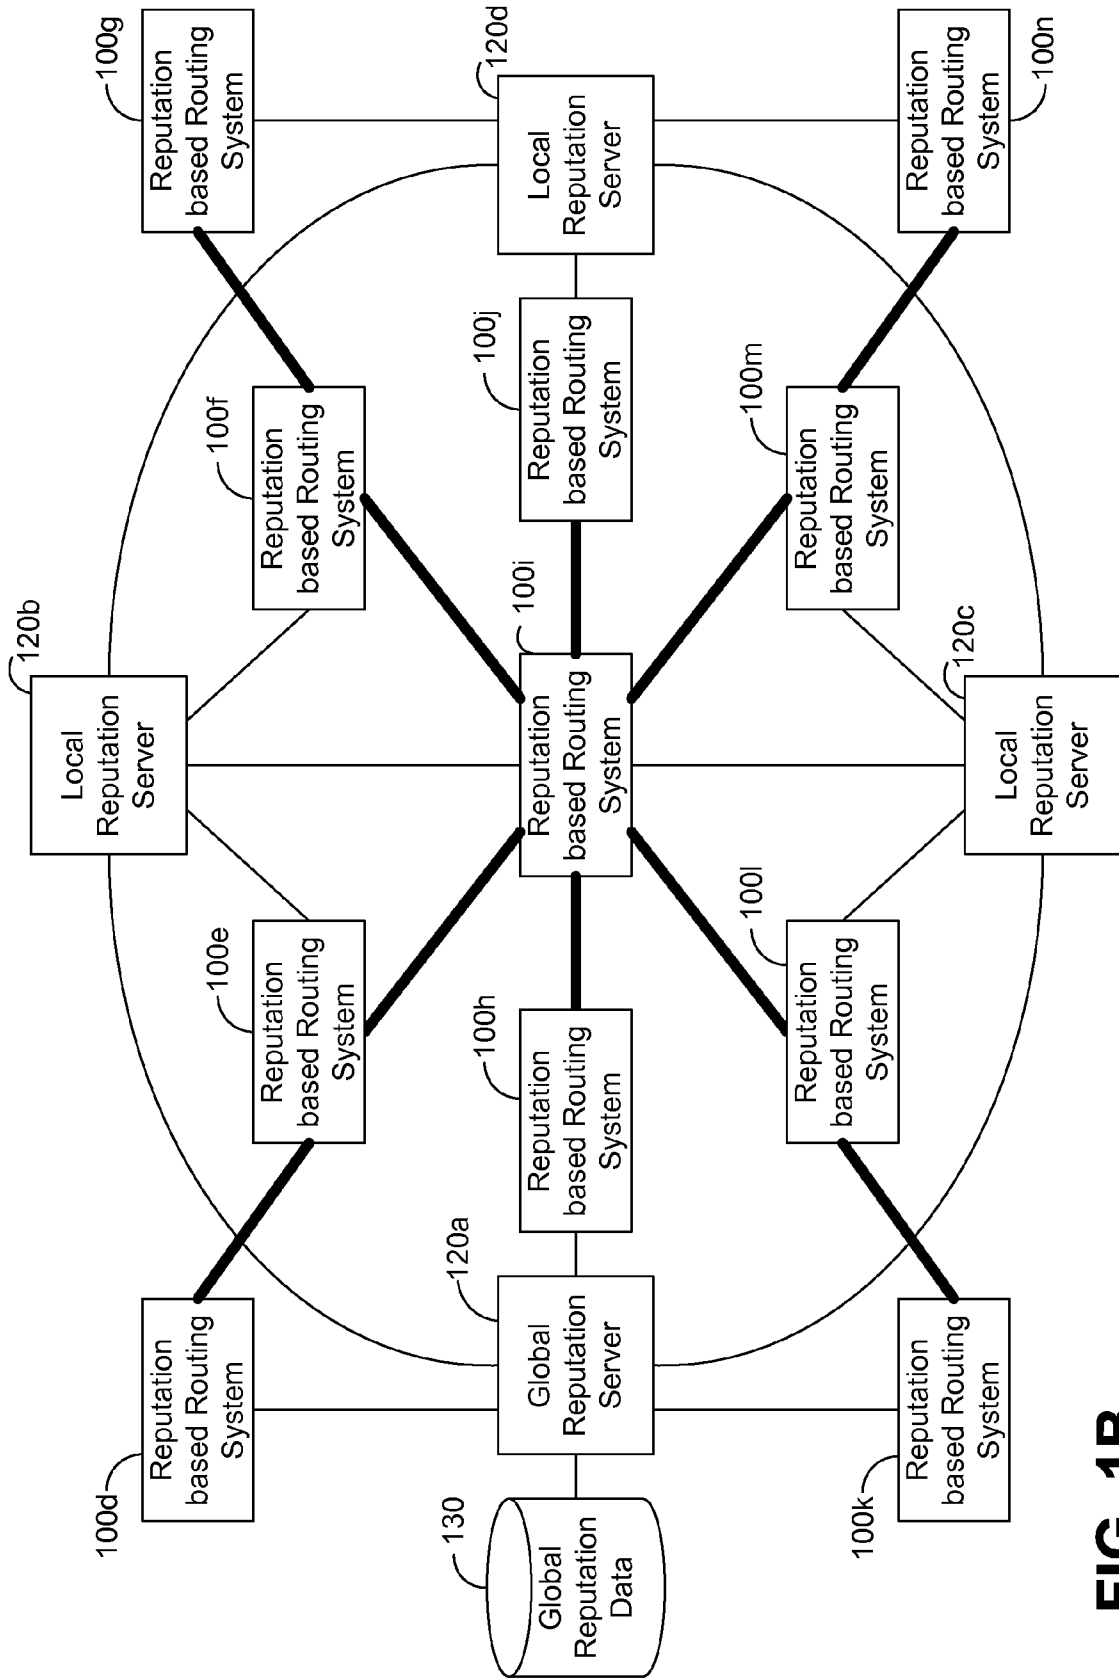 120b
Local
Reputation
Server
100d
Reputation
based Routing
System
100g
Reputation
based Routing
System
100e
Reputation
based Routing
System
100f
Reputation
based Routing
System
130
Global
Reputation
Data
120a
Global
Reputation
Server
100h
Reputation
based Routing
System
100i
Reputation
based Routing
System
100j
Reputation
based Routing
System
120d
Local
Reputation
Server
100l
Reputation
based Routing
System
100m
Reputation
based Routing
System
100k
Reputation
based Routing
System
100n
Reputation
based Routing
System
120c
Local
Reputation
Server
FIG. 1B